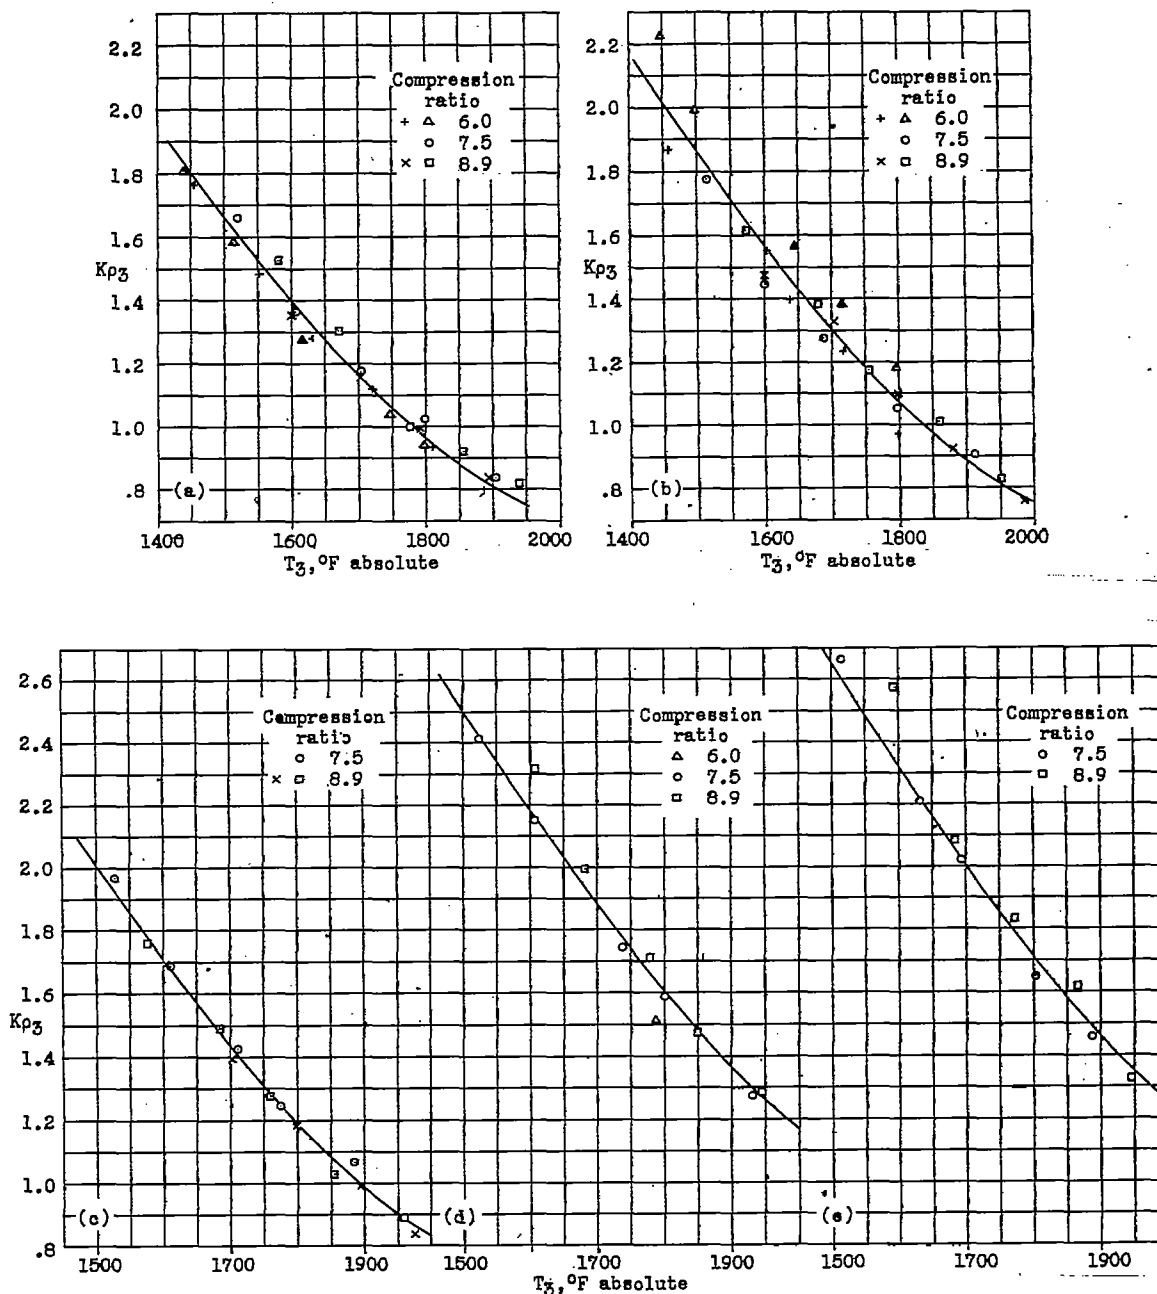 2.2
2.0
1.8
1.6
Kρ3
1.4
1.2
1.0
.8
Compression
ratio
+ △ 6.0
○ 7.5
× □ 8.9
(a)
1400 1600 1800 2000
T3, °F absolute
2.2
2.0
1.8
1.6
Kρ3
1.4
1.2
1.0
.8
Compression
ratio
+ △ 6.0
○ 7.5
× □ 8.9
(b)
1400 1600 1800 2000
T3, °F absolute
2.6
2.4
2.2
2.0
1.8
1.6
Kρ3
1.4
1.2
1.0
.8
Compression
ratio
○ 7.5
× □ 8.9
(c)
Compression
ratio
△ 6.0
○ 7.5
□ 8.9
(d)
Compression
ratio
○ 7.5
□ 8.9
(e)
1500 1700 1900 1500 1700 1900 1500 1700 1900
T3, °F absolute